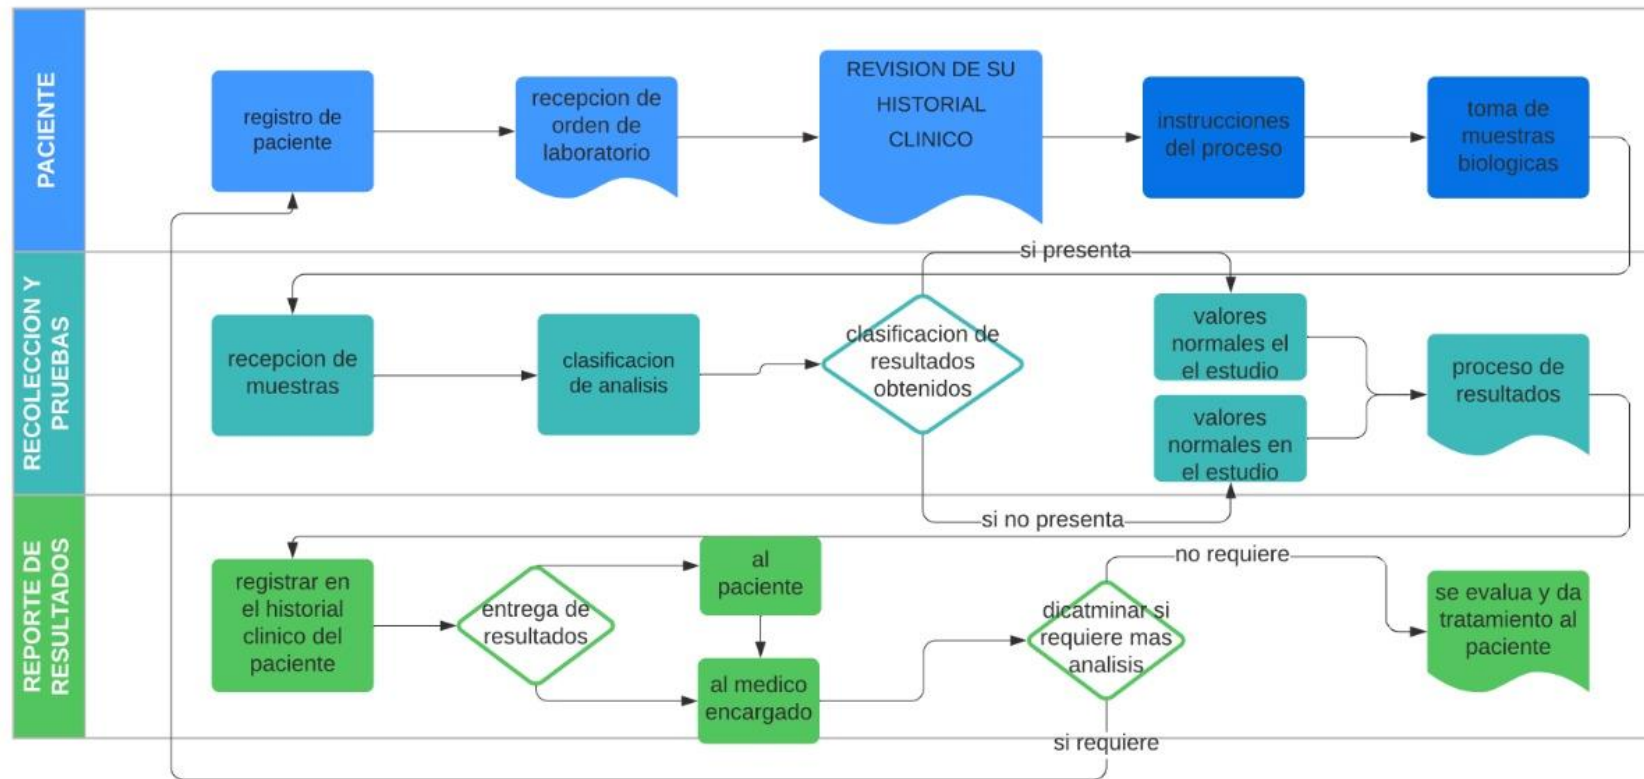 PACIENTE
registro de
paciente
recepcion de
orden de
laboratorio
REVISION DE SU
HISTORIAL
CLINICO
instrucciones
del proceso
toma de
muestras
biologicas
RECOLECCION Y
PRUEBAS
recepcion de
muestras
clasificacion
de analisis
clasificacion de
resultados
obtenidos
si presenta
si no presenta
valores
normales el
el estudio
valores
normales en
el estudio
proceso de
resultados
REPORTE DE
RESULTADOS
registrar en
el historial
clinico del
paciente
entrega de
resultados
al
paciente
al medico
encargado
dicatminar si
requiere mas
analisis
no requiere
si requiere
se evalua y da
tratamiento al
paciente